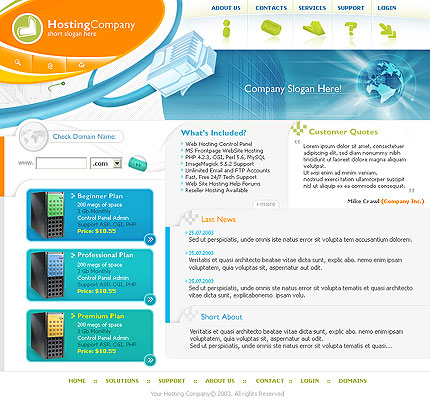 HostingCompany
short slogan here
ABOUT US
CONTACTS
SERVICES
SUPPORT
LOGIN
Company Slogan Here!
Check Domain Name:
www.
.com
What's Included?
Web Hosting Control Panel
MS Frontpage WebSite Hosting
PHP 4.2.3, CGI, Perl 5.6, MySQL
ImageMagick 5.5.2 Support
Unlimited Email and FTP Accounts
Fast, Free 24/7 Tech Support
Web Site Hosting Help Forums
Reseller Hosting Available
more
Customer Quotes
Lorem ipsum dolor sit amet, consectetuer
adipiscing elit, sed diam nonummy nibh euismod
tincidunt ut laoreet dolore magna aliquam
volutpat.
Ut wisi enim ad minim veniam,
nostrud exerci tation ullamcorper suscipit lobortis
nisl ut aliquip ex ea commodo consequat.
Mike Crawl (Company Inc.)
Beginner Plan
200 megs of space
3 Gb Monthly
Control Panel Admin
Support ASP, CGI, PHP
Price: $10.55
Professional Plan
200 megs of space
3 Gb Monthly
Control Panel Admin
Support ASP, CGI, PHP
Price: $10.55
Premium Plan
200 megs of space
3 Gb Monthly
Control Panel Admin
Support ASP, CGI, PHP
Price: $10.55
Last News
25.07.2003
Sed ut perspiciatis, unde omnis iste natus error sit volupta tem accusantium dolorem.
25.07.2003
Veritatis et quasi architecto beatae vitae dicta sunt, explic abo. nemo enim ipsam
voluptatem, quia voluptas sit, aspernatur aut odit.
25.07.2003
Sed ut perspiciatis, unde omnis iste natus error sit voluptatem et quasi architecto beatae
vitae dicta sunt, explicabonemo ipsam volu.
Short About
Veritatis et quasi architecto beatae vitae dicta sunt, explic abo. nemo enim ipsam
voluptatem, quia voluptas sit, aspernatur aut odit.
Sed ut perspiciatis, unde omnis iste natus error sit voluptatem et quasi....
HOME :: SOLUTIONS :: SUPPORT :: ABOUT US :: CONTACT :: LOGIN :: DOMAINS
Your Hosting Company© 2003. All rights Reserved